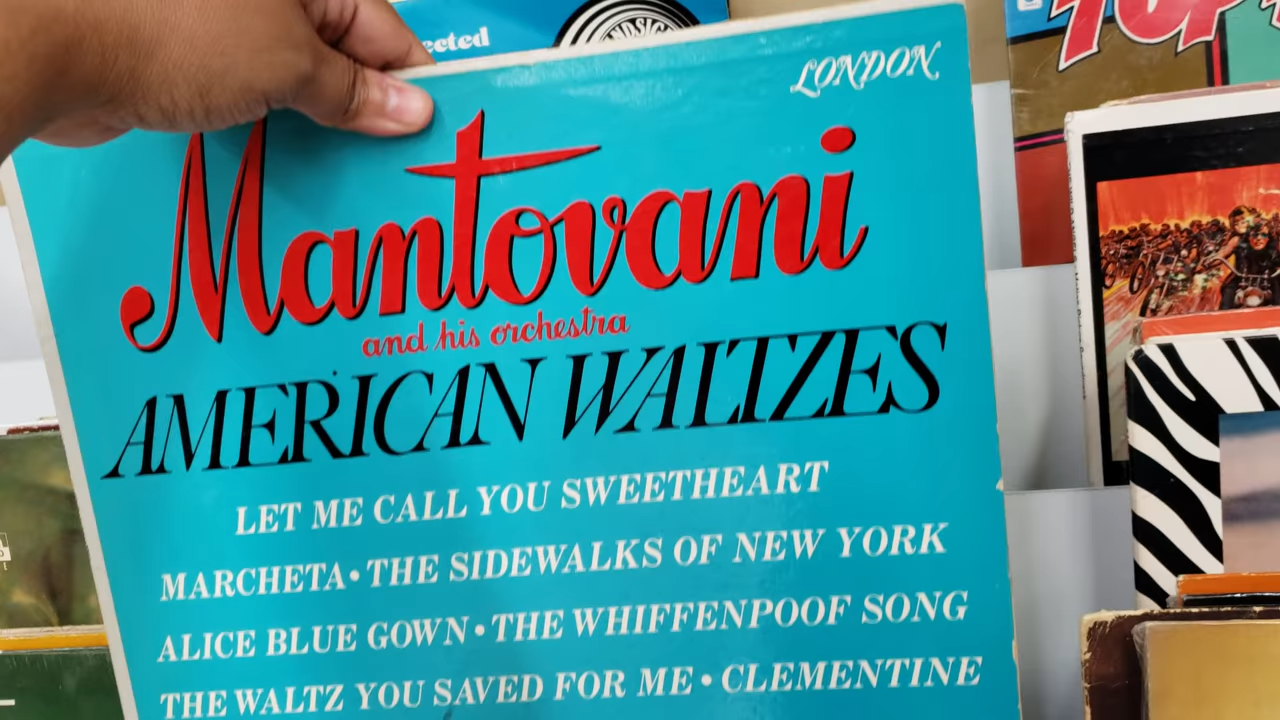 ected
LONDON
Mantovani
and his orchestra
AMERICAN WALTZES
LET ME CALL YOU SWEETHEART
MARCHETA • THE SIDEWALKS OF NEW YORK
ALICE BLUE GOWN • THE WHIFFENPOOF SONG
THE WALTZ YOU SAVED FOR ME • CLEMENTINE